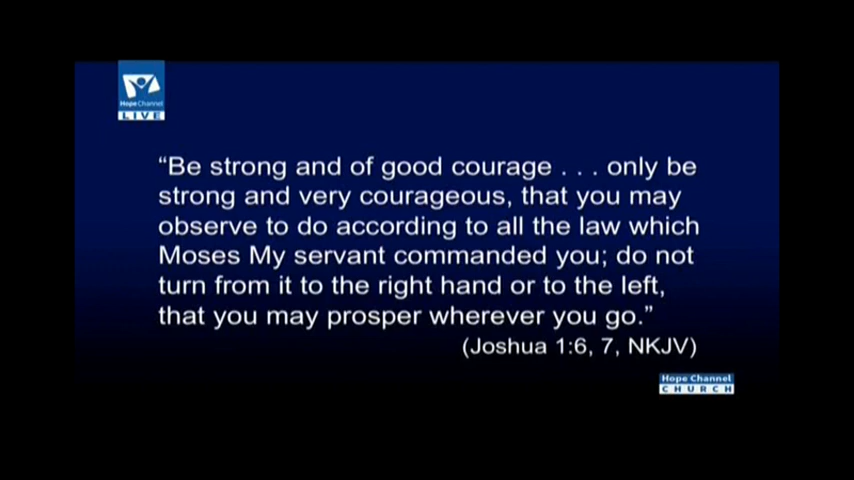 Hope Channel
LIVE
“Be strong and of good courage . . . only be
strong and very courageous, that you may
observe to do according to all the law which
Moses My servant commanded you; do not
turn from it to the right hand or to the left,
that you may prosper wherever you go.”
(Joshua 1:6, 7, NKJV)
Hope Channel
CHURCH